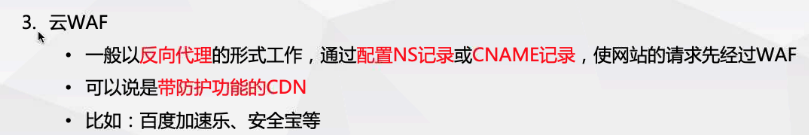 3. 云WAF
• 一般以反向代理的形式工作，通过配置NS记录或CNAME记录，使网站的请求先经过WAF
• 可以说是带防护功能的CDN
• 比如：百度加速乐、安全宝等